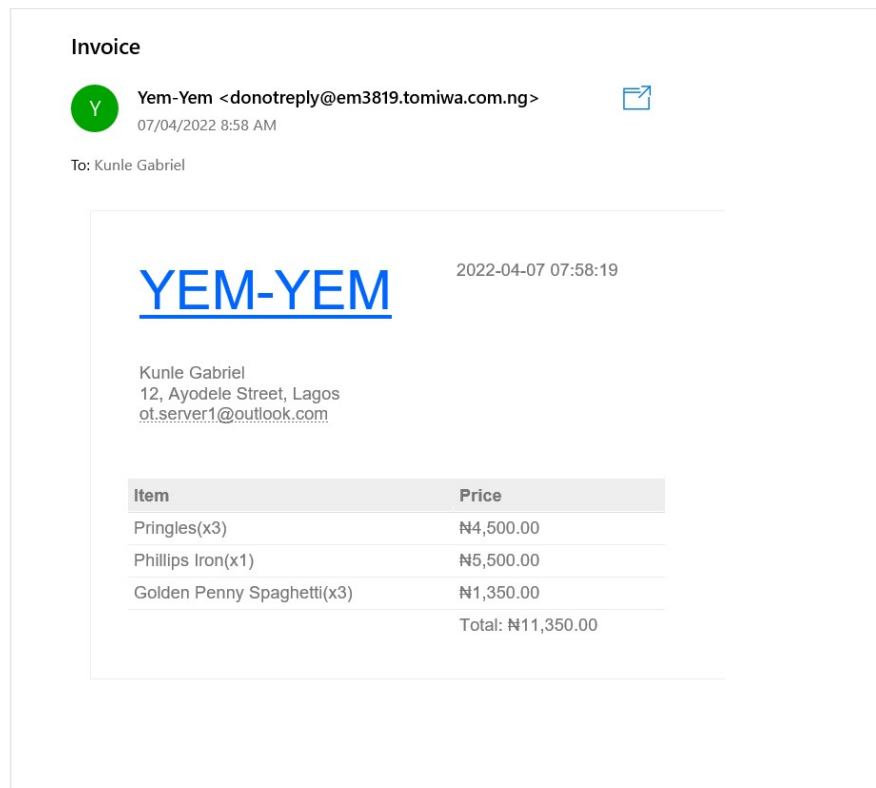 Invoice
Y
Yem-Yem <donotreply@em3819.tomiwa.com.ng>
07/04/2022 8:58 AM
To: Kunle Gabriel
YEM-YEM
2022-04-07 07:58:19
Kunle Gabriel
12, Ayodele Street, Lagos
ot.server1@outlook.com
Item Price
Pringles(x3) ₦4,500.00
Phillips Iron(x1) ₦5,500.00
Golden Penny Spaghetti(x3) ₦1,350.00
Total: ₦11,350.00